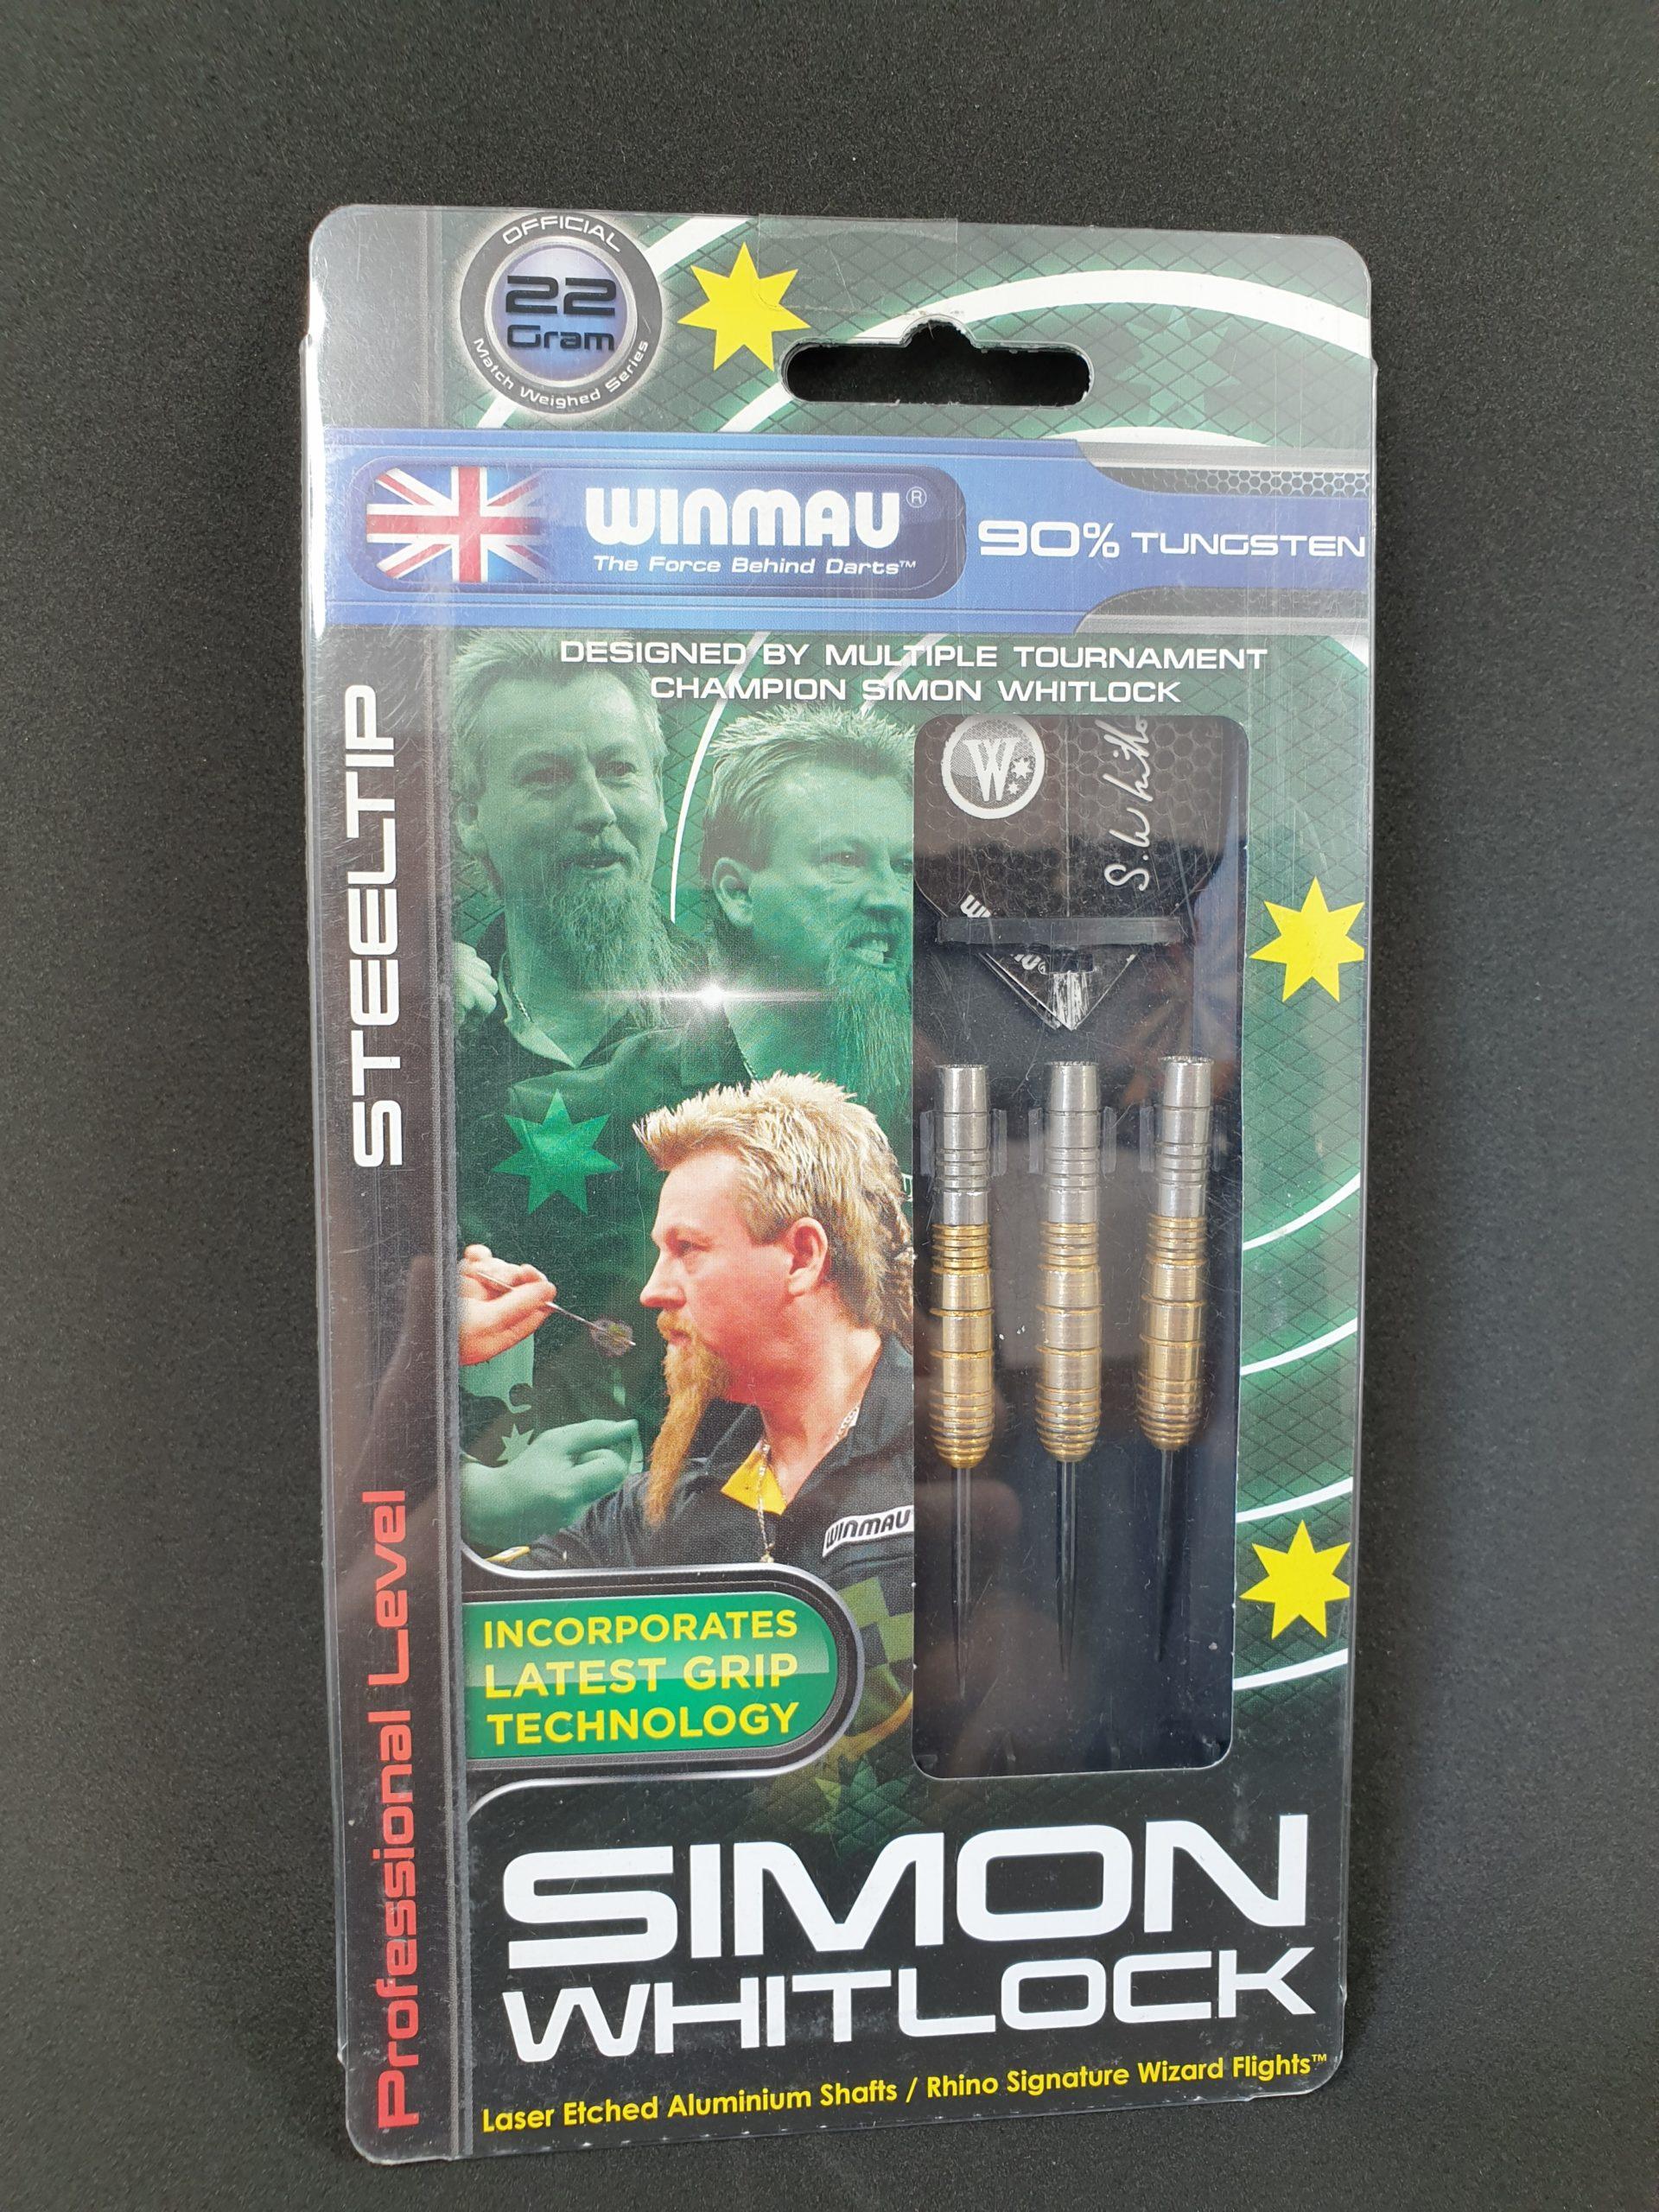 OFFICIAL
22
Gram
Match Weighed Series
WINMAU®
The Force Behind Darts™
90% TUNGSTEN
DESIGNED BY MULTIPLE TOURNAMENT
CHAMPION SIMON WHITLOCK
STEELTIP
Professional Level
W
S. Whitlo
WINMAU
INCORPORATES
LATEST GRIP
TECHNOLOGY
SIMON
WHITLOCK
Laser Etched Aluminium Shafts / Rhino Signature Wizard Flights™